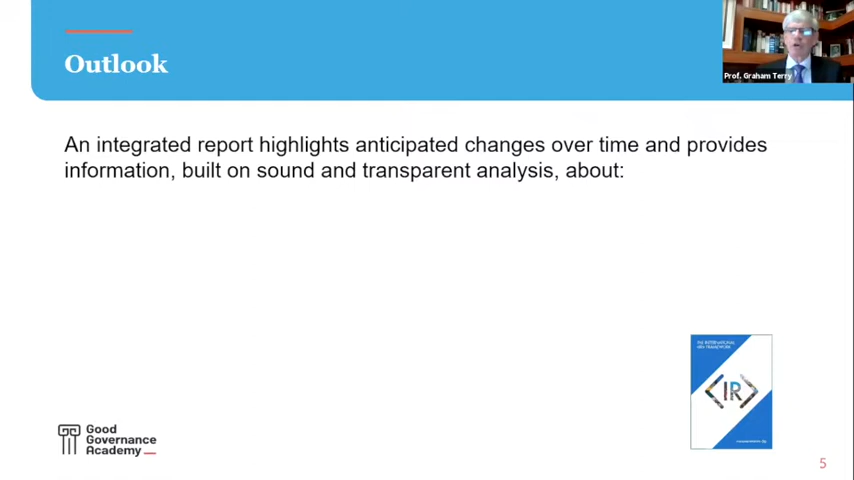 Outlook
Prof. Graham Terry
An integrated report highlights anticipated changes over time and provides
information, built on sound and transparent analysis, about:
<IR>
Good
Governance
Academy
5